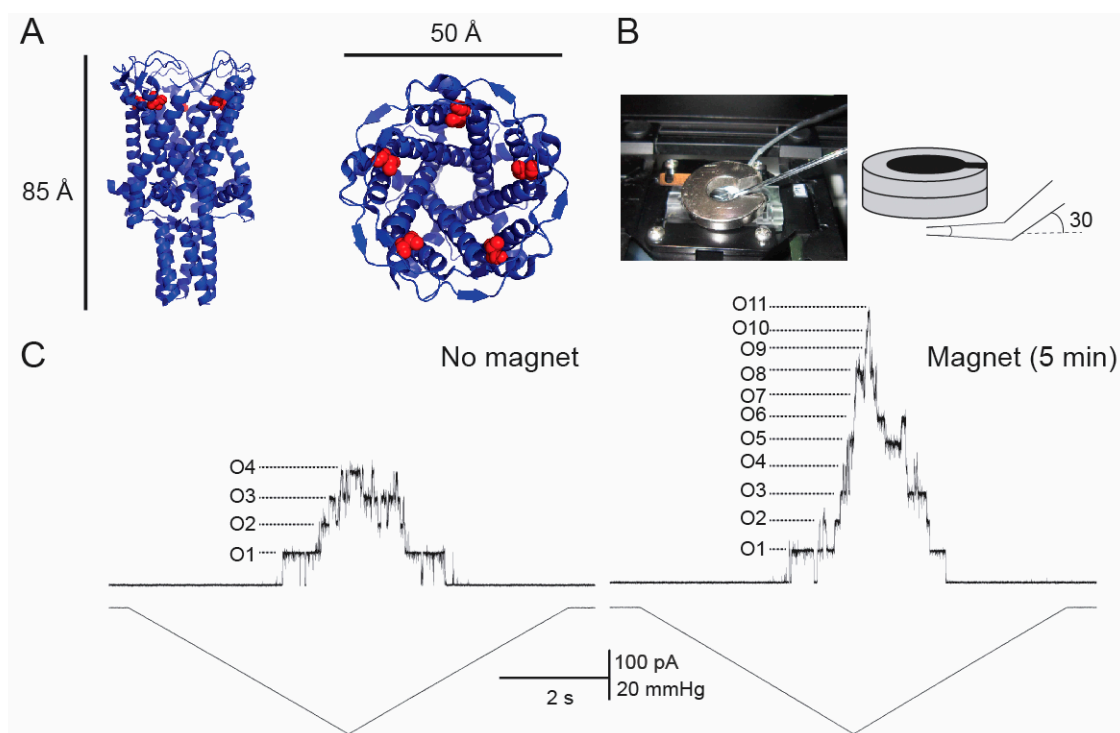 A
50 Å
85 Å
B
30
C
No magnet
O4
O3
O2
O1
Magnet (5 min)
O11
O10
O9
O8
O7
O6
O5
O4
O3
O2
O1
2 s
100 pA
20 mmHg